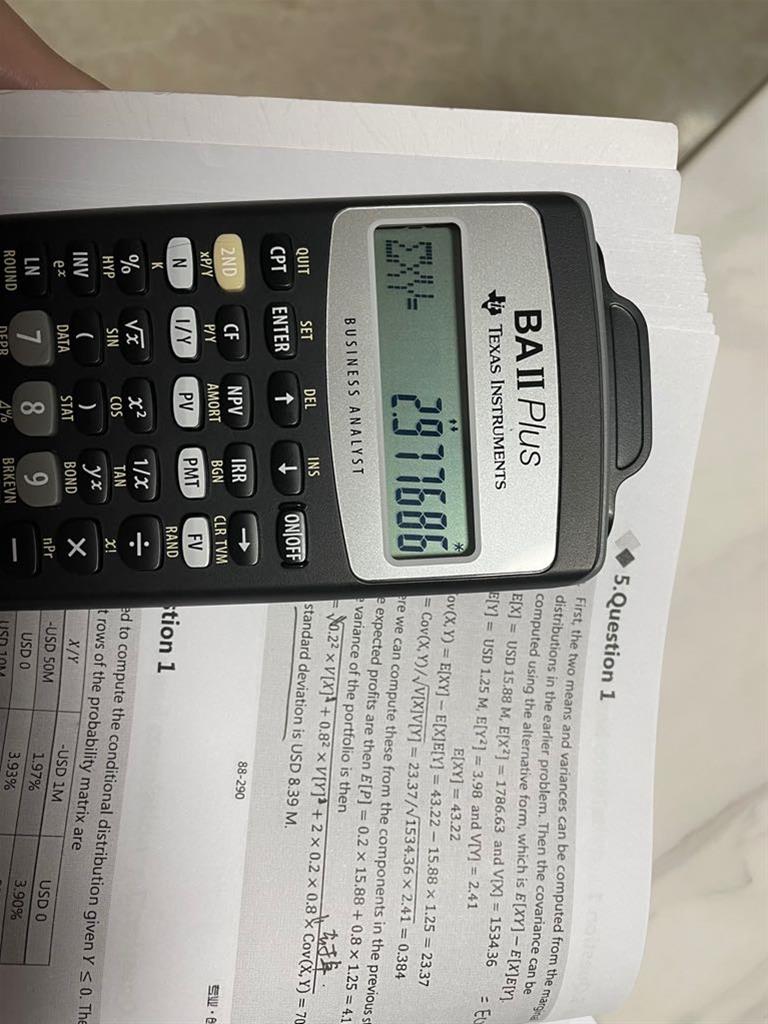 BA II Plus
TEXAS INSTRUMENTS
ΣXY=
2.977686
BUSINESS ANALYST
QUIT SET DEL INS
CPT ENTER ↑ ↓ ON|OFF
2ND CF NPV IRR →
xP/Y P/Y AMORT BGN CLR TVM
N I/Y PV PMT FV
K RAND
% √x x² 1/x ÷
HYP SIN COS TAN x!
INV ( ) yˣ ×
eˣ DATA STAT BOND nPr
LN 7 8 9 −
ROUND DEPR Δ% BRKEVN
5.Question 1
First, the two means and variances can be computed from the marginal
distributions in the earlier problem. Then the covariance can be
computed using the alternative form, which is E[XY] − E[X]E[Y].
E[X] = USD 15.88 M, E[X²] = 1786.63 and V[X] = 1534.36
E[Y] = USD 1.25 M, E[Y²] = 3.98 and V[Y] = 2.41
E[XY] = 43.22
ov(X, Y) = E[XY] − E[X]E[Y] = 43.22 − 15.88 × 1.25 = 23.37
= Cov(X,Y)/√V[X]V[Y] = 23.37/√1534.36 × 2.41 = 0.384
ere we can compute these from the components in the previous
e expected profits are then E[P] = 0.2 × 15.88 + 0.8 × 1.25 = 4.1
variance of the portfolio is then
= √0.2² × V[X] + 0.8² × V[Y] + 2 × 0.2 × 0.8 × Cov(X, Y) = 70
standard deviation is USD 8.39 M.
88-290
stion 1
ed to compute the conditional distribution given Y ≤ 0. The
t rows of the probability matrix are
X/Y -USD 1M USD 0
-USD 50M 1.97% 3.90%
USD 0 3.93%
USD 10M